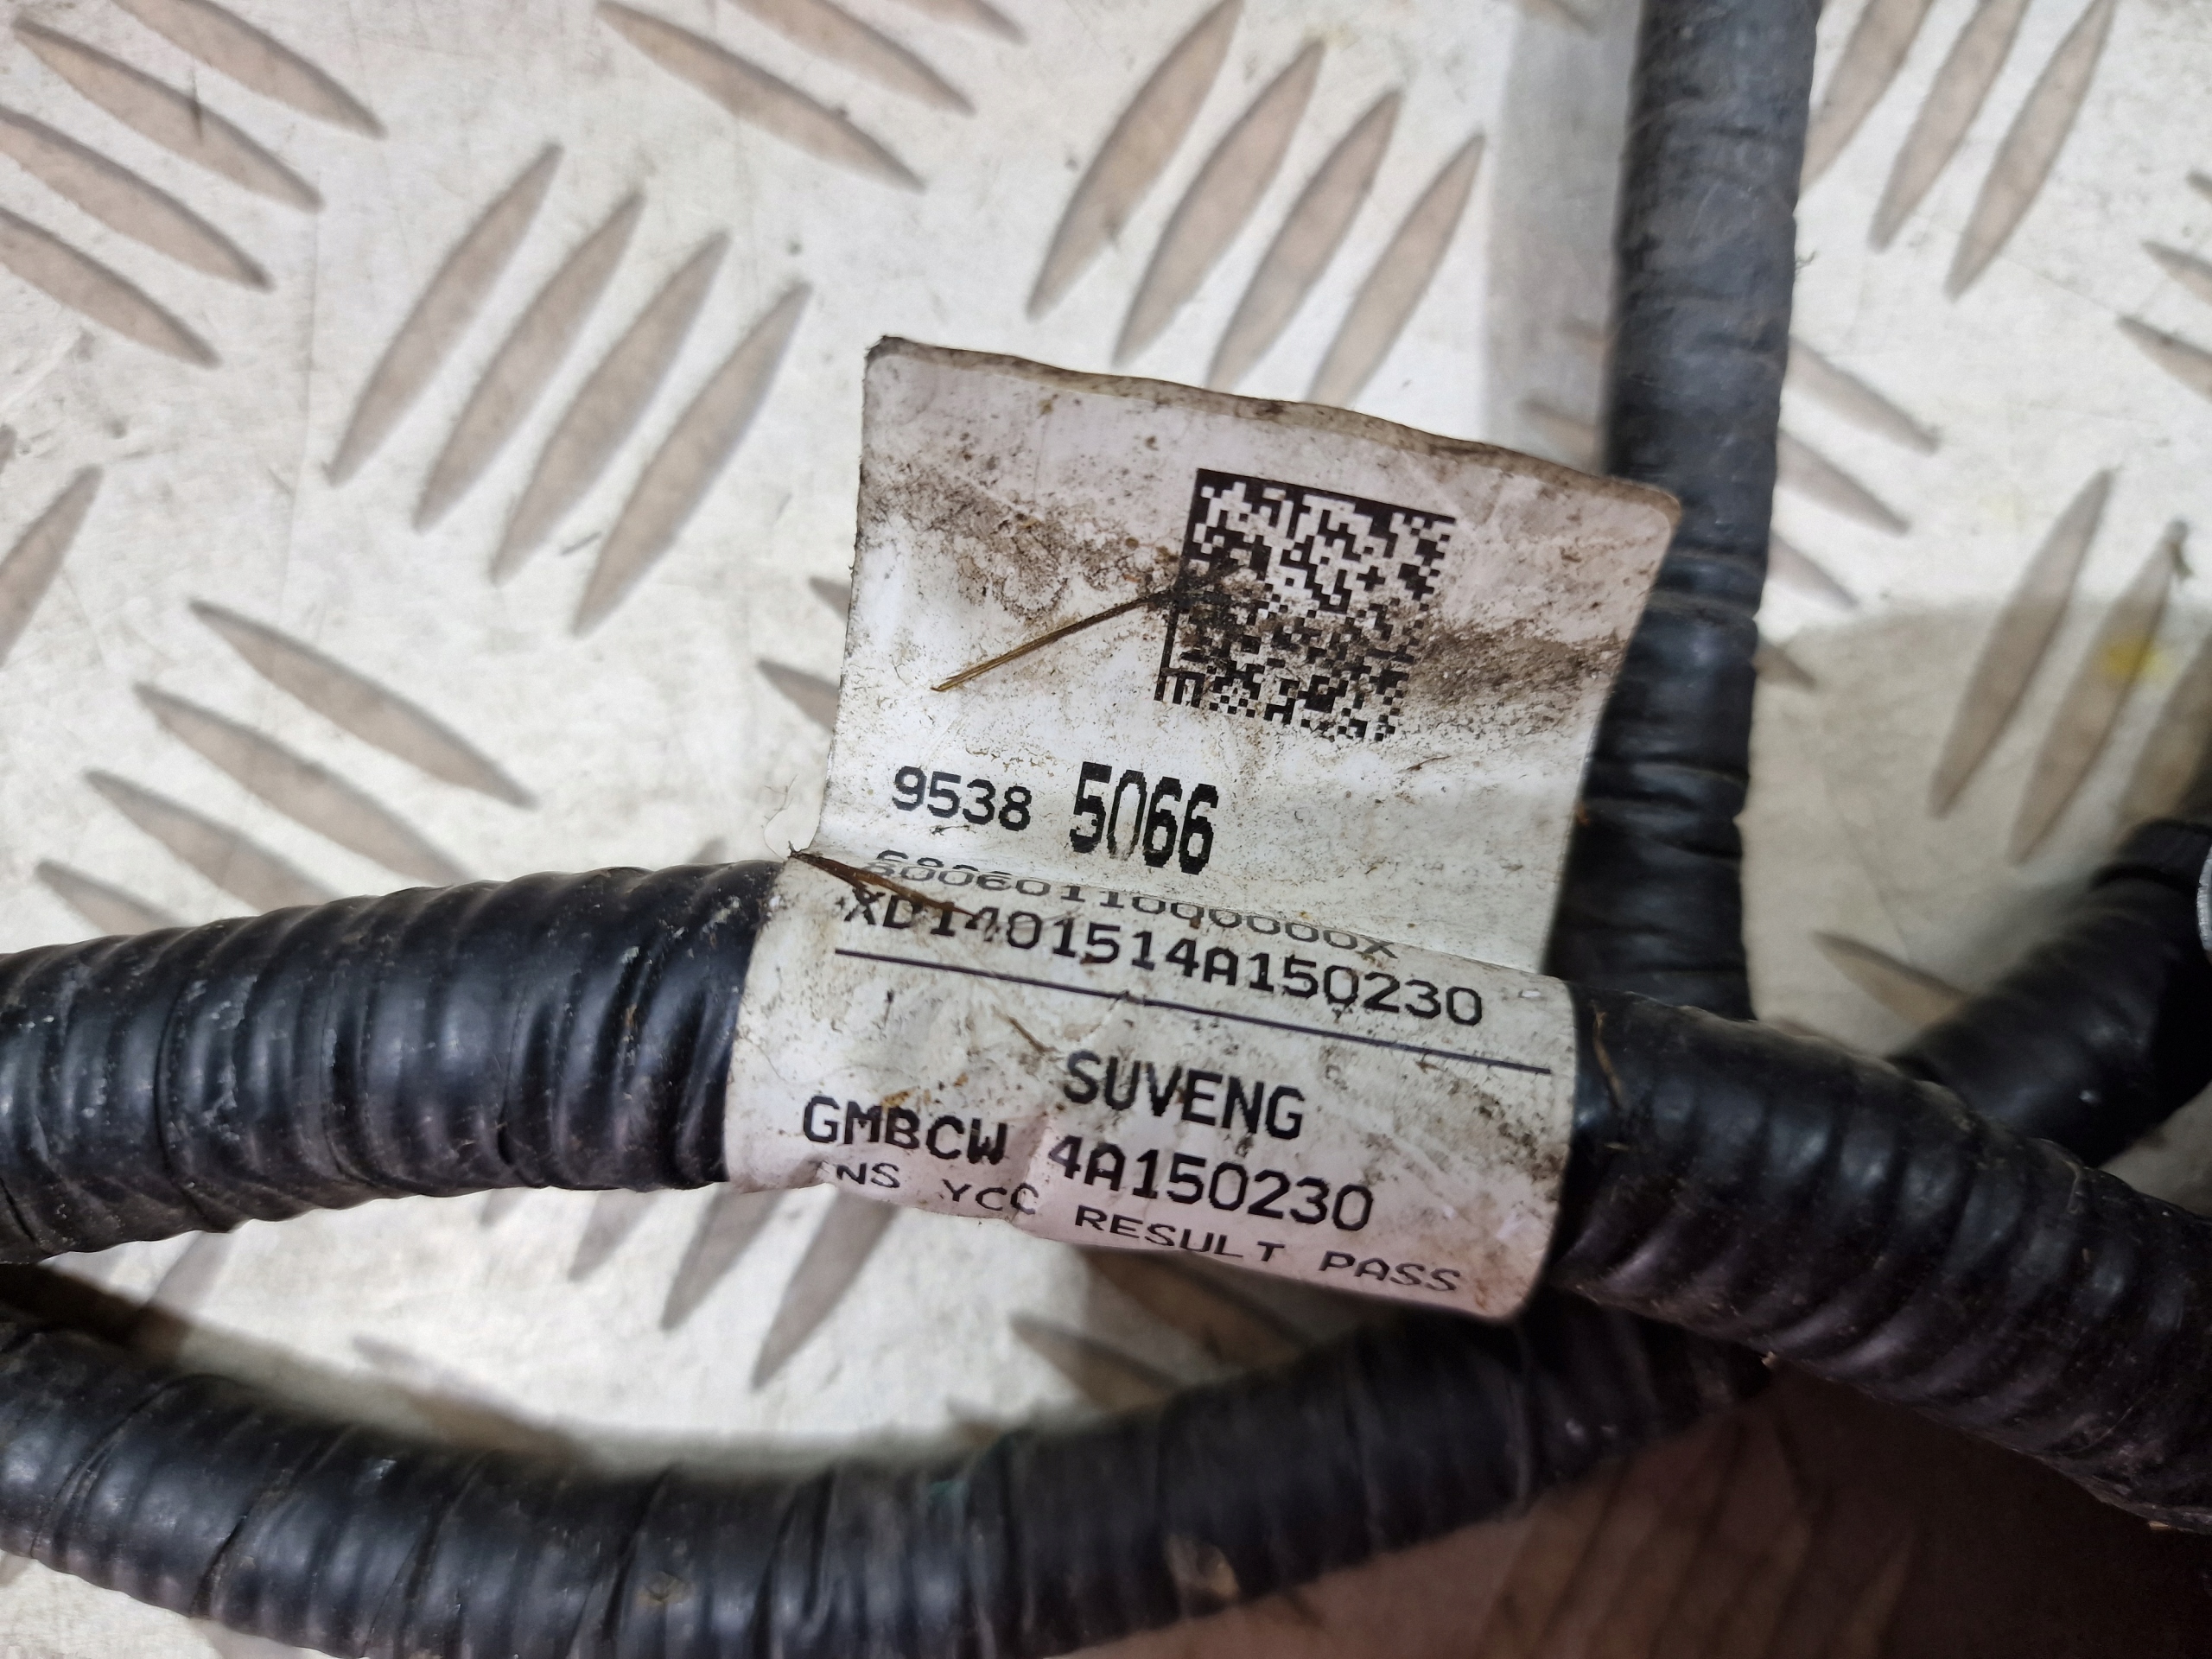 9538 5066
XD1401514A150230
SUVENG
GMBCW 4A150230
YCC RESULT PASS